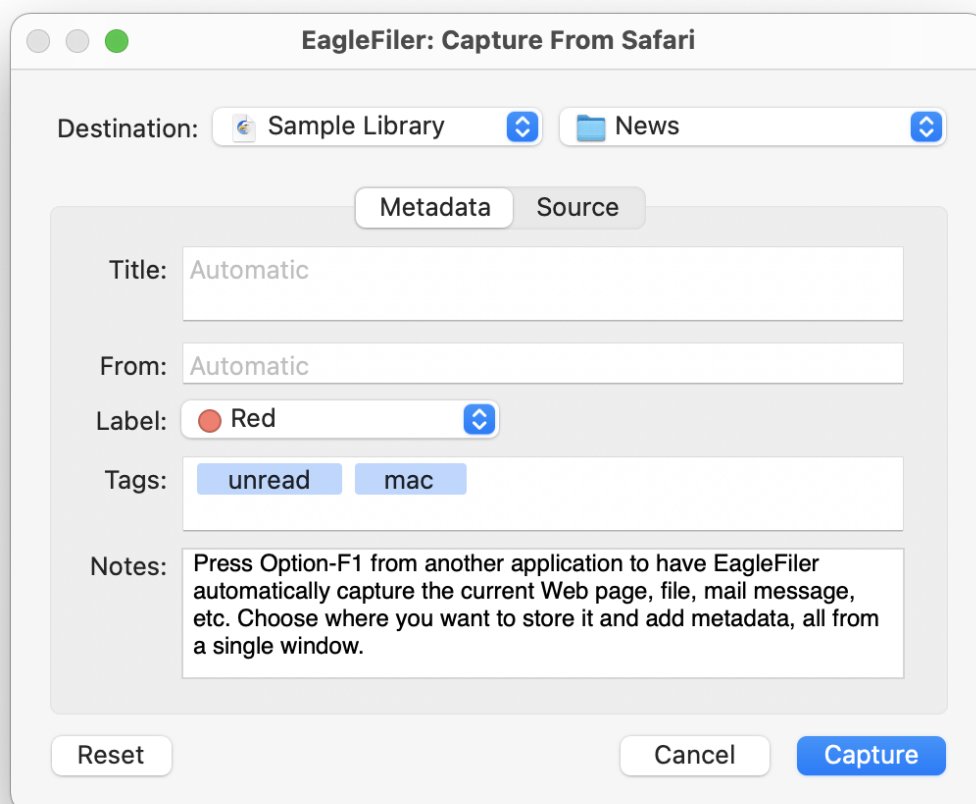 EagleFiler: Capture From Safari
Destination: Sample Library News
Metadata Source
Title: Automatic
From: Automatic
Label: Red
Tags: unread mac
Notes: Press Option-F1 from another application to have EagleFiler
automatically capture the current Web page, file, mail message,
etc. Choose where you want to store it and add metadata, all from
a single window.
Reset Cancel Capture